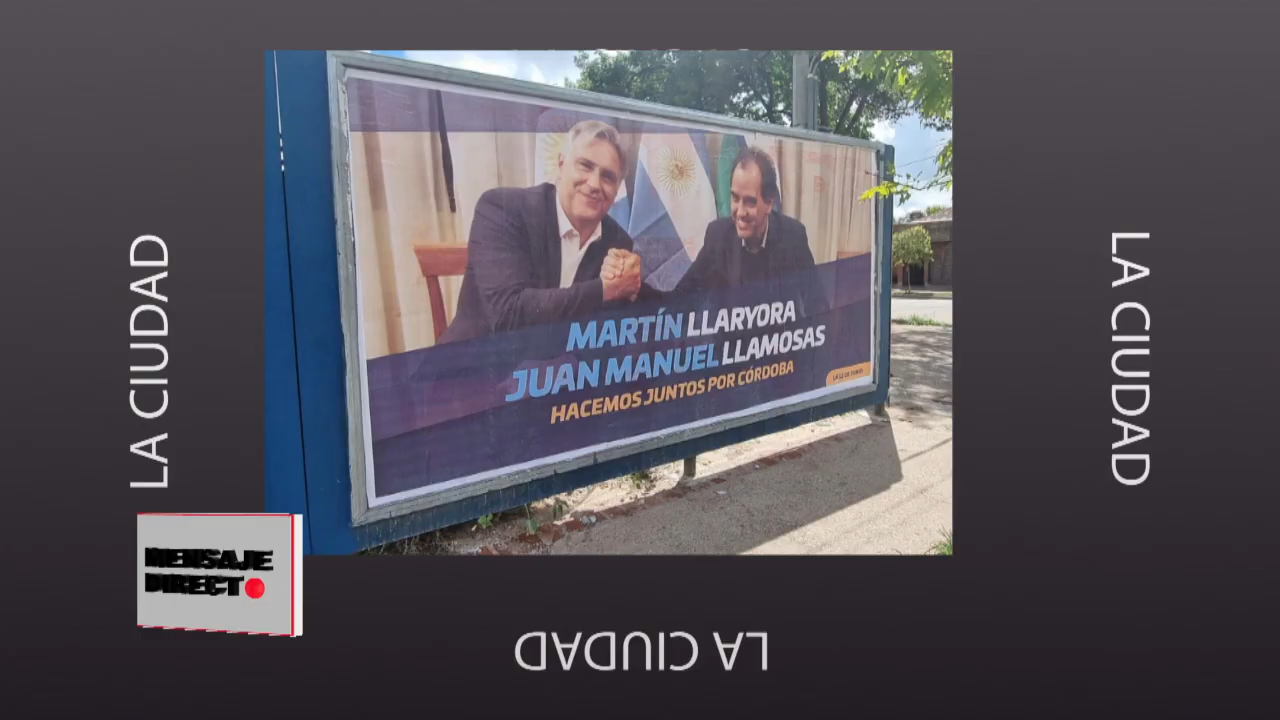 LA CIUDAD
MARTÍN LLARYORA
JUAN MANUEL LLAMOSAS
HACEMOS JUNTOS POR CÓRDOBA
LA CIUDAD
MENSAJE
DIRECTO
LA CIUDAD